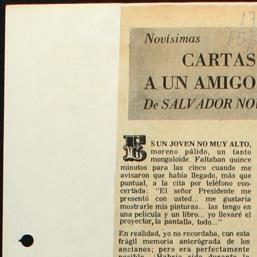 Novísimas
CARTAS
A UN AMIGO
De SALVADOR NO
ES UN JOVEN NO MUY ALTO,
moreno pálido, un tanto
mongoloide. Faltaban quince
minutos para las cinco cuando me
avisaron que había llegado, más que
puntual, a la cita por teléfono con-
certada: "El señor Presidente me
presentó con usted... me gustaría
mostrarle mis pinturas... las tengo en
una película y un libro... yo llevaré el
proyector, la pantalla, todo..."
En realidad, yo no recordaba, con esta
frágil memoria anterógrada de los
ancianos; pero era perfectamente